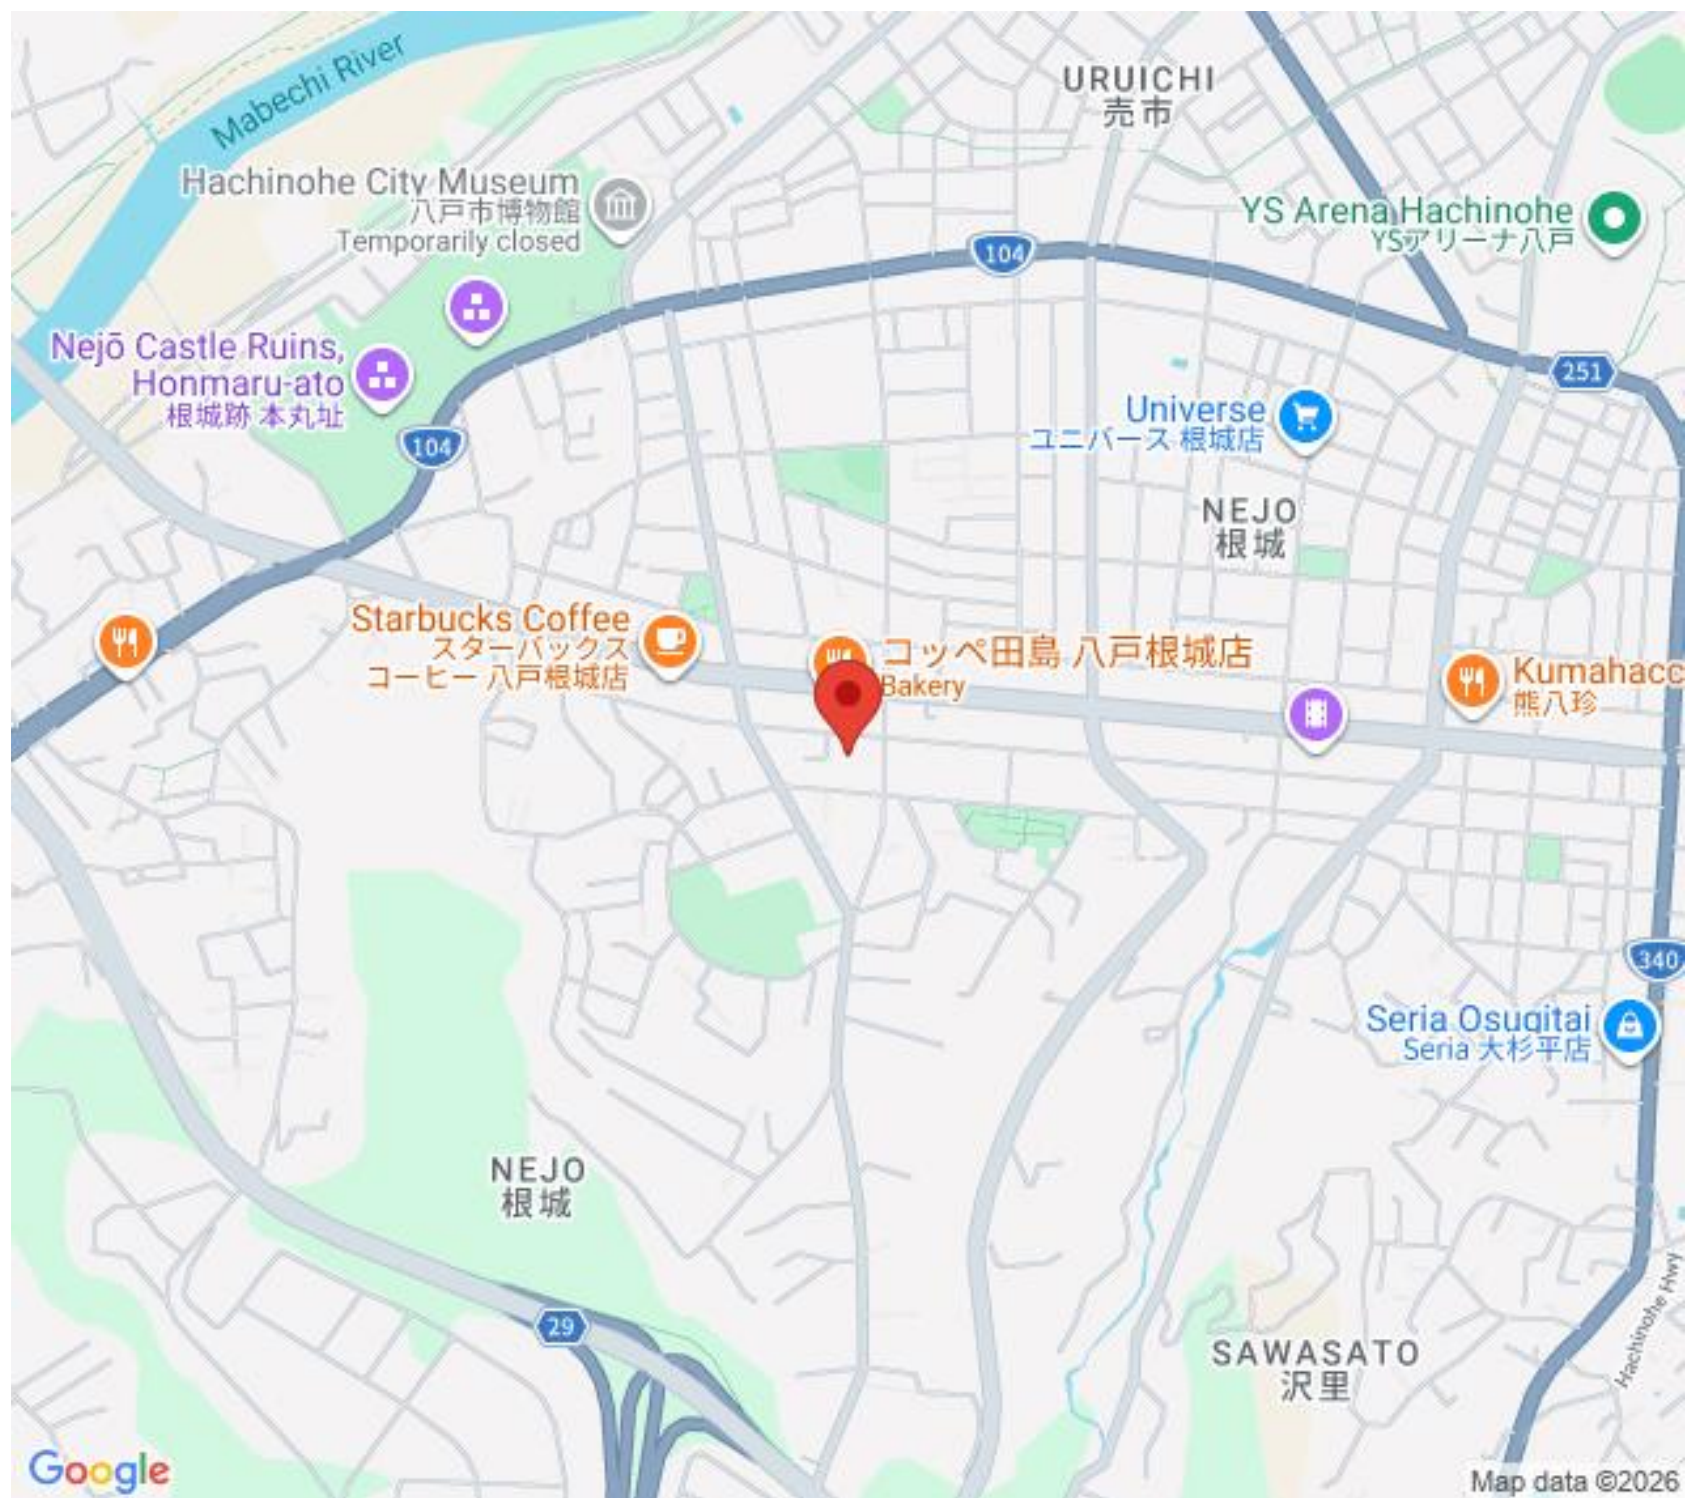 Mabechi River
URUICHI
売市
Hachinohe City Museum
八戸市博物館
Temporarily closed
YS Arena Hachinohe
YSアリーナ八戸
104
Nejō Castle Ruins,
Honmaru-ato
根城跡 本丸址
251
104
Universe
ユニバース 根城店
NEJO
根城
Starbucks Coffee
スターバックス
コーヒー 八戸根城店
コッペ田島 八戸根城店
Bakery
Kumahacc
熊八珍
340
Seria Osugitai
Seria 大杉平店
NEJO
根城
29
SAWASATO
沢里
Hachinohe Hwy
Google
Map data ©2026